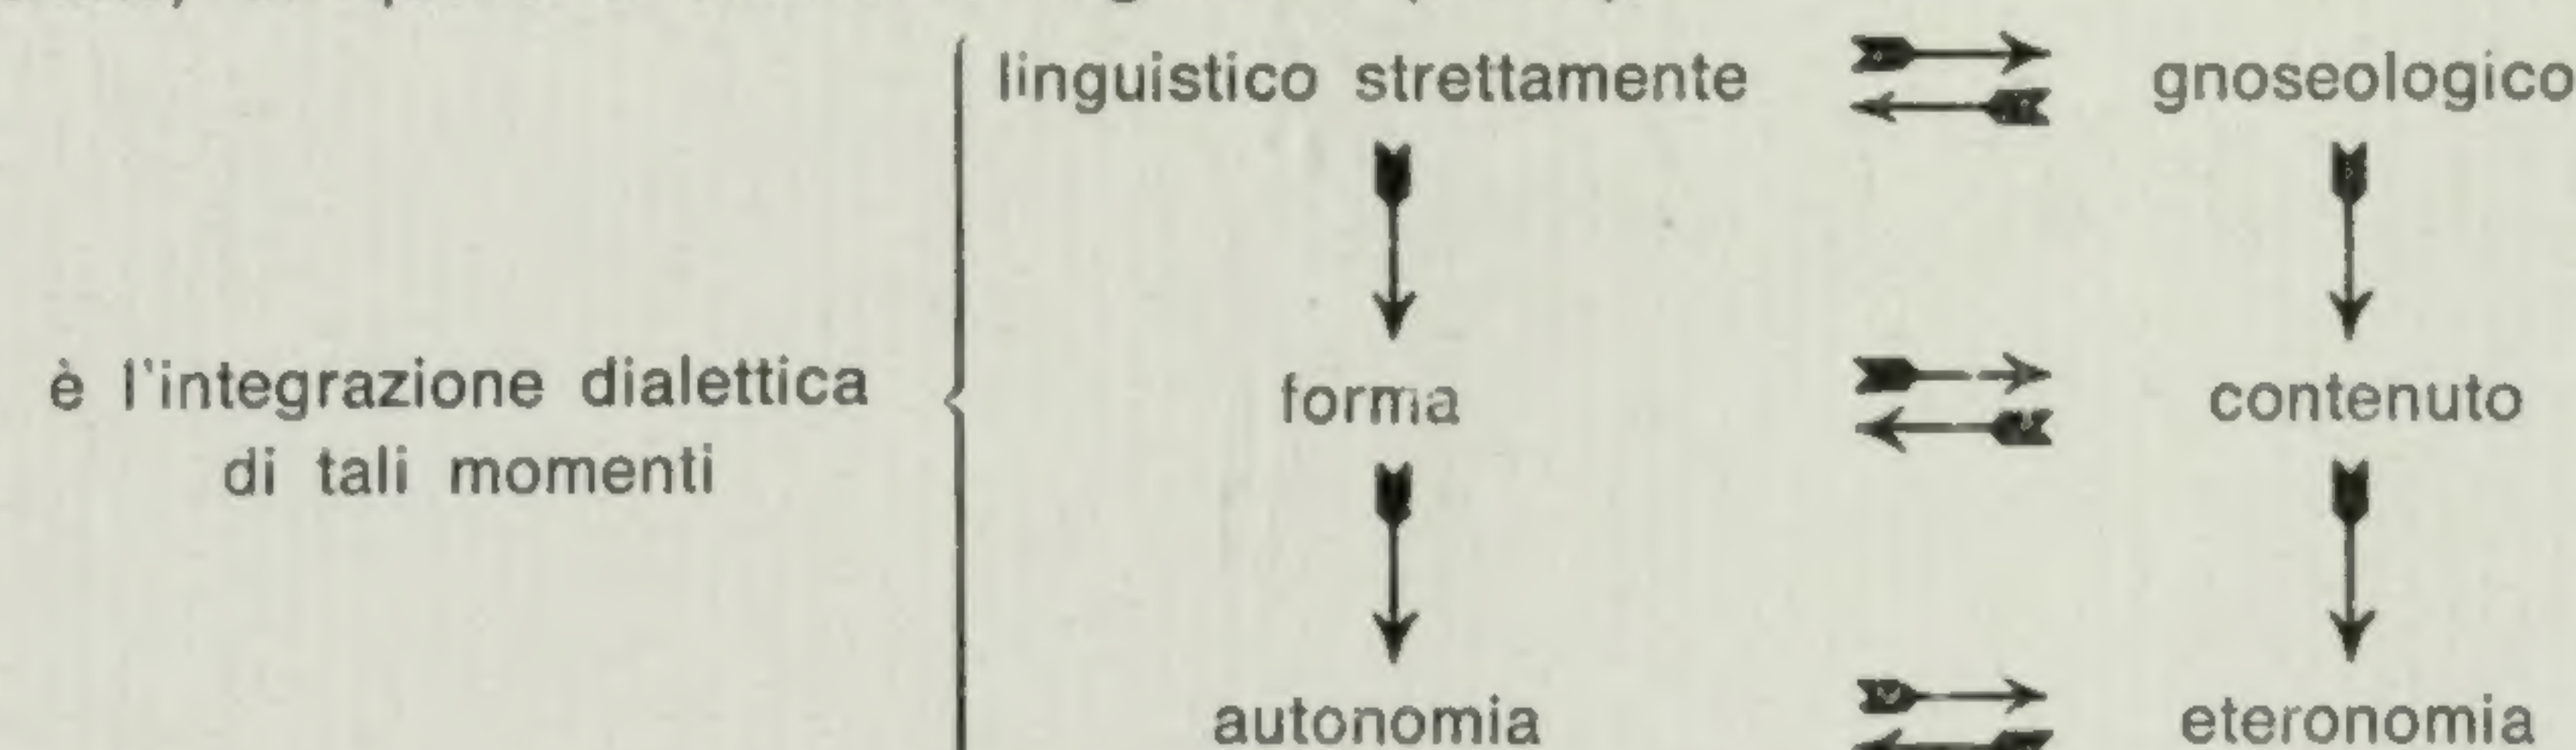 linguistico strettamente gnoseologico
è l'integrazione dialettica
forma contenuto
di tali momenti
autonomia eteronomia